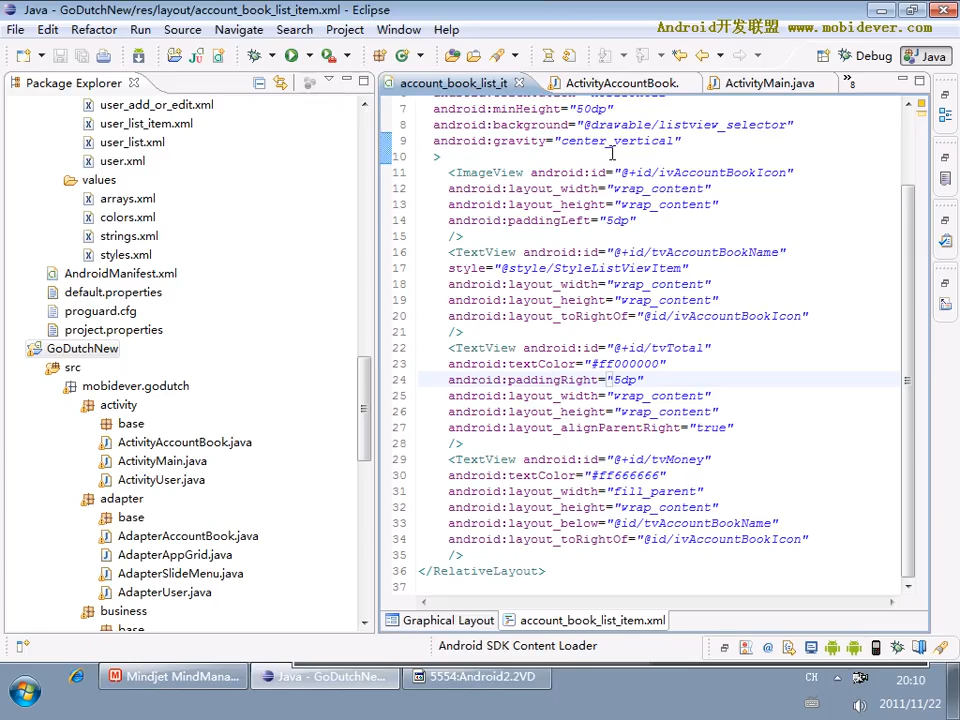 Java - GoDutchNew/res/layout/account_book_list_item.xml - Eclipse
Android开发联盟 www.mobidever.com
File Edit Refactor Run Source Navigate Search Project Window Help
Debug Java
Package Explorer
account_book_list_it ActivityAccountBook. ActivityMain.java »8
user_add_or_edit.xml
user_list_item.xml
user_list.xml
user.xml
values
arrays.xml
colors.xml
strings.xml
styles.xml
AndroidManifest.xml
default.properties
proguard.cfg
project.properties
GoDutchNew
src
mobidever.godutch
activity
base
ActivityAccountBook.java
ActivityMain.java
ActivityUser.java
adapter
base
AdapterAccountBook.java
AdapterAppGrid.java
AdapterSlideMenu.java
AdapterUser.java
business
7 android:minHeight="50dp"
8 android:background="@drawable/listview_selector"
9 android:gravity="center_vertical"
10 >
11 <ImageView android:id="@+id/ivAccountBookIcon"
12 android:layout_width="wrap_content"
13 android:layout_height="wrap_content"
14 android:paddingLeft="5dp"
15 />
16 <TextView android:id="@+id/tvAccountBookName"
17 style="@style/StyleListViewItem"
18 android:layout_width="wrap_content"
19 android:layout_height="wrap_content"
20 android:layout_toRightOf="@id/ivAccountBookIcon"
21 />
22 <TextView android:id="@+id/tvTotal"
23 android:textColor="#ff000000"
24 android:paddingRight="5dp"
25 android:layout_width="wrap_content"
26 android:layout_height="wrap_content"
27 android:layout_alignParentRight="true"
28 />
29 <TextView android:id="@+id/tvMoney"
30 android:textColor="#ff666666"
31 android:layout_width="fill_parent"
32 android:layout_height="wrap_content"
33 android:layout_below="@id/tvAccountBookName"
34 android:layout_toRightOf="@id/ivAccountBookIcon"
35 />
36 </RelativeLayout>
37
Graphical Layout account_book_list_item.xml
Android SDK Content Loader
Mindjet MindMana... Java - GoDutchNe... 5554:Android2.2VD
CH 20:10
2011/11/22